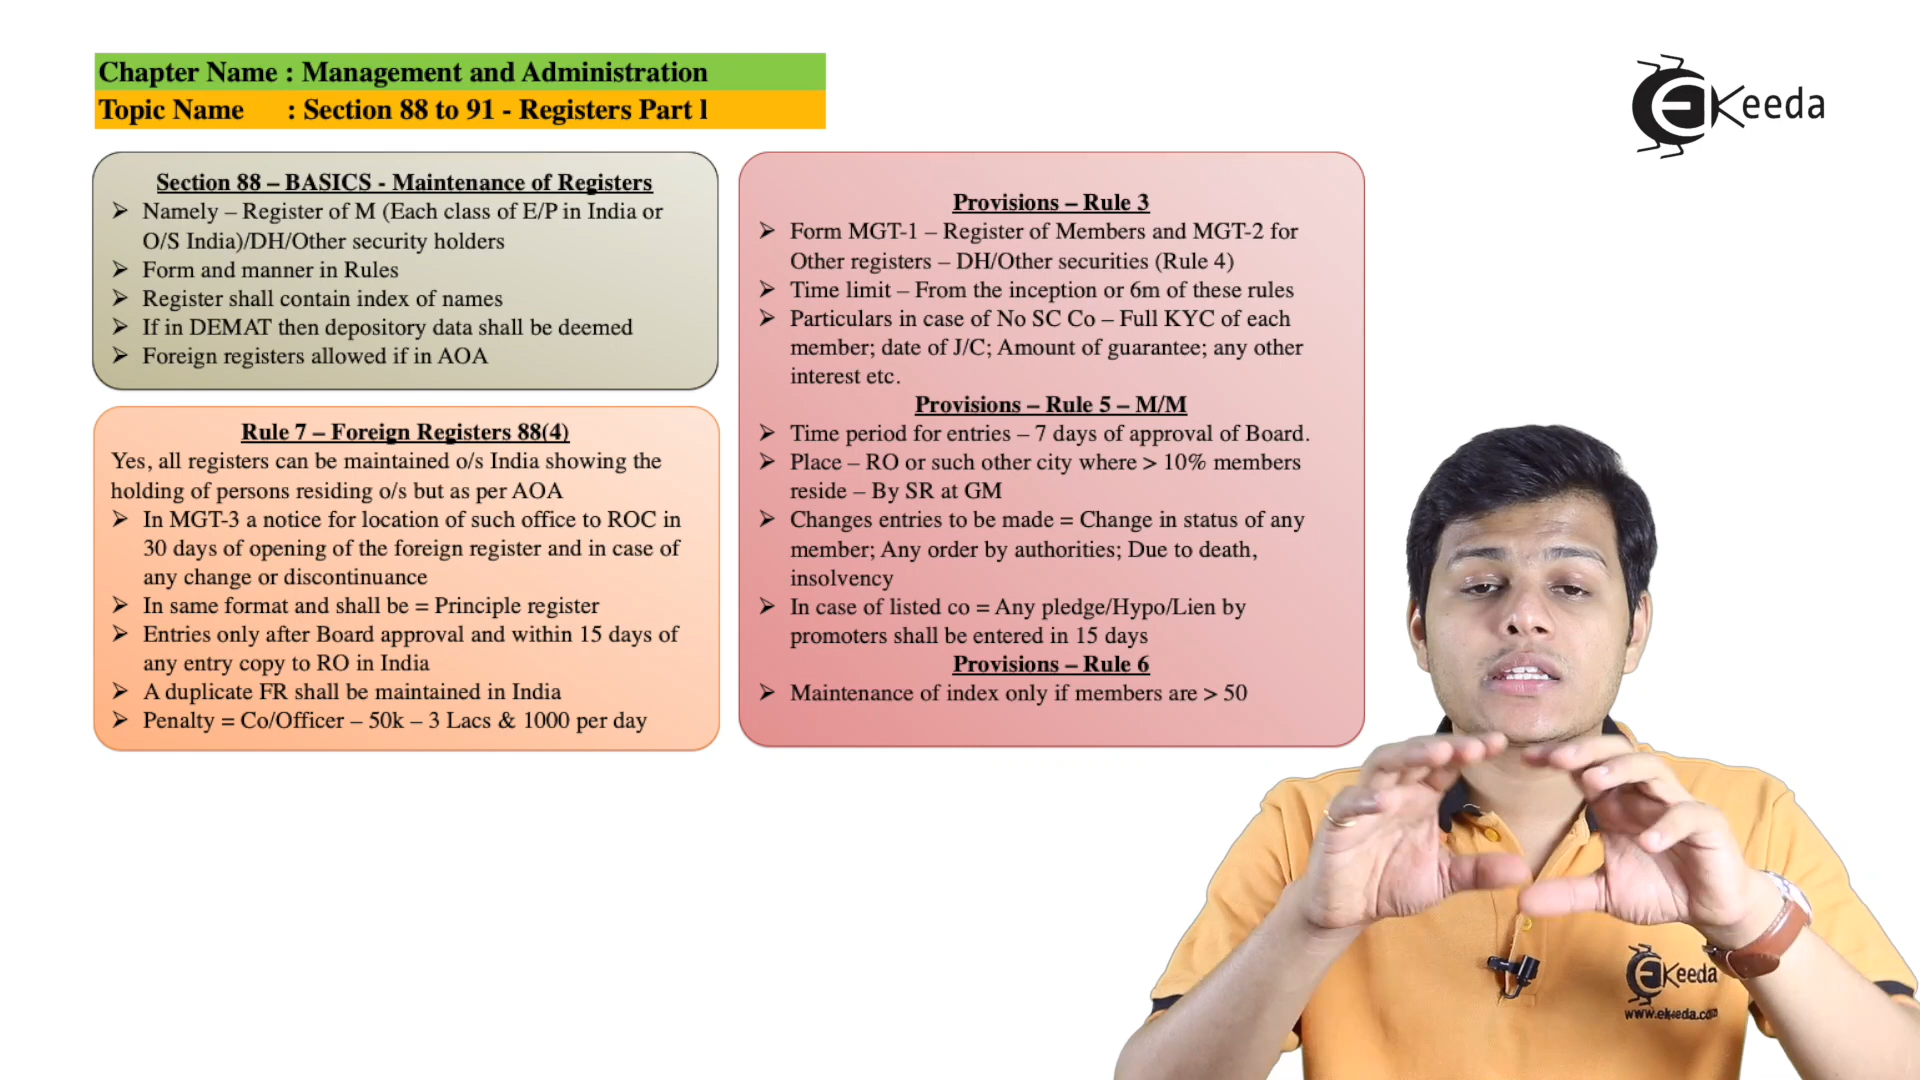 Chapter Name : Management and Administration
Topic Name : Section 88 to 91 - Registers Part l
Keeda
Section 88 – BASICS - Maintenance of Registers
➢ Namely – Register of M (Each class of E/P in India or
O/S India)/DH/Other security holders
➢ Form and manner in Rules
➢ Register shall contain index of names
➢ If in DEMAT then depository data shall be deemed
➢ Foreign registers allowed if in AOA
Rule 7 – Foreign Registers 88(4)
Yes, all registers can be maintained o/s India showing the
holding of persons residing o/s but as per AOA
➢ In MGT-3 a notice for location of such office to ROC in
30 days of opening of the foreign register and in case of
any change or discontinuance
➢ In same format and shall be = Principle register
➢ Entries only after Board approval and within 15 days of
any entry copy to RO in India
➢ A duplicate FR shall be maintained in India
➢ Penalty = Co/Officer – 50k – 3 Lacs & 1000 per day
Provisions – Rule 3
➢ Form MGT-1 – Register of Members and MGT-2 for
Other registers – DH/Other securities (Rule 4)
➢ Time limit – From the inception or 6m of these rules
➢ Particulars in case of No SC Co – Full KYC of each
member; date of J/C; Amount of guarantee; any other
interest etc.
Provisions – Rule 5 – M/M
➢ Time period for entries – 7 days of approval of Board.
➢ Place – RO or such other city where > 10% members
reside – By SR at GM
➢ Changes entries to be made = Change in status of any
member; Any order by authorities; Due to death,
insolvency
➢ In case of listed co = Any pledge/Hypo/Lien by
promoters shall be entered in 15 days
Provisions – Rule 6
➢ Maintenance of index only if members are > 50
Keeda
www.ekeeda.com